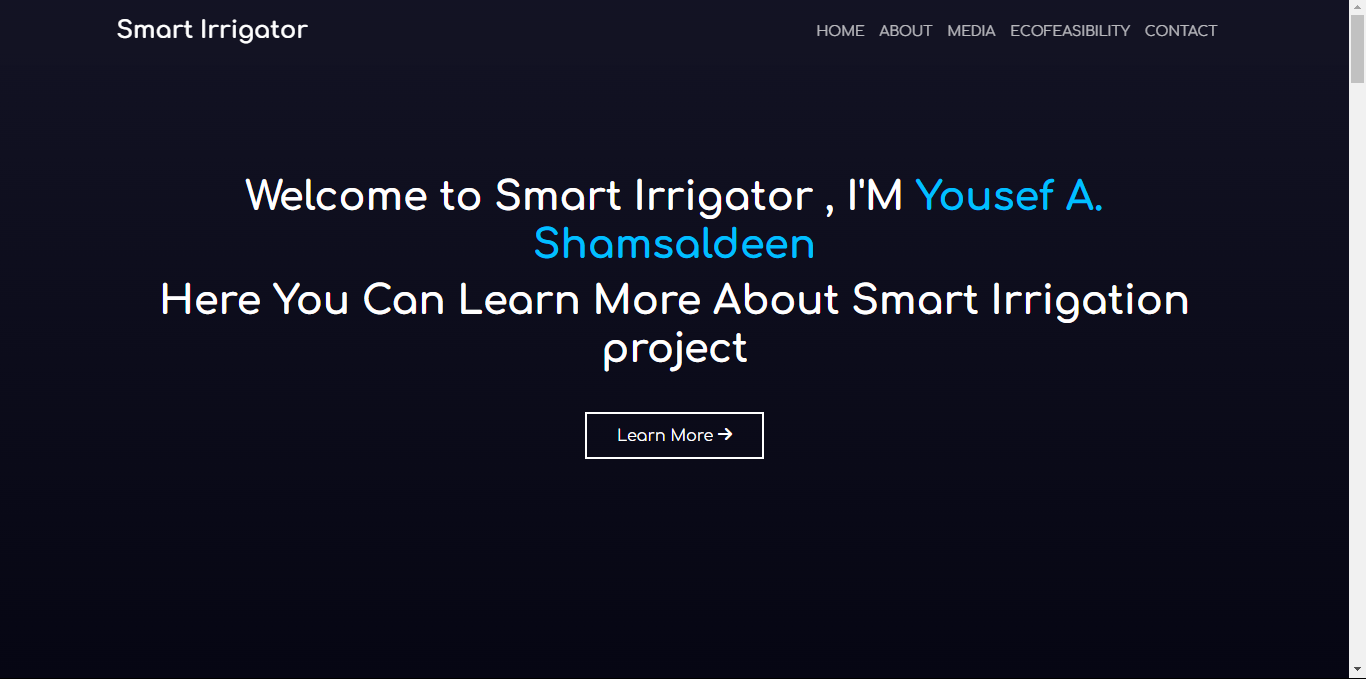 Smart Irrigator
HOME ABOUT MEDIA ECOFEASIBILITY CONTACT
Welcome to Smart Irrigator , I'M Yousef A.
Shamsaldeen
Here You Can Learn More About Smart Irrigation
project
Learn More →